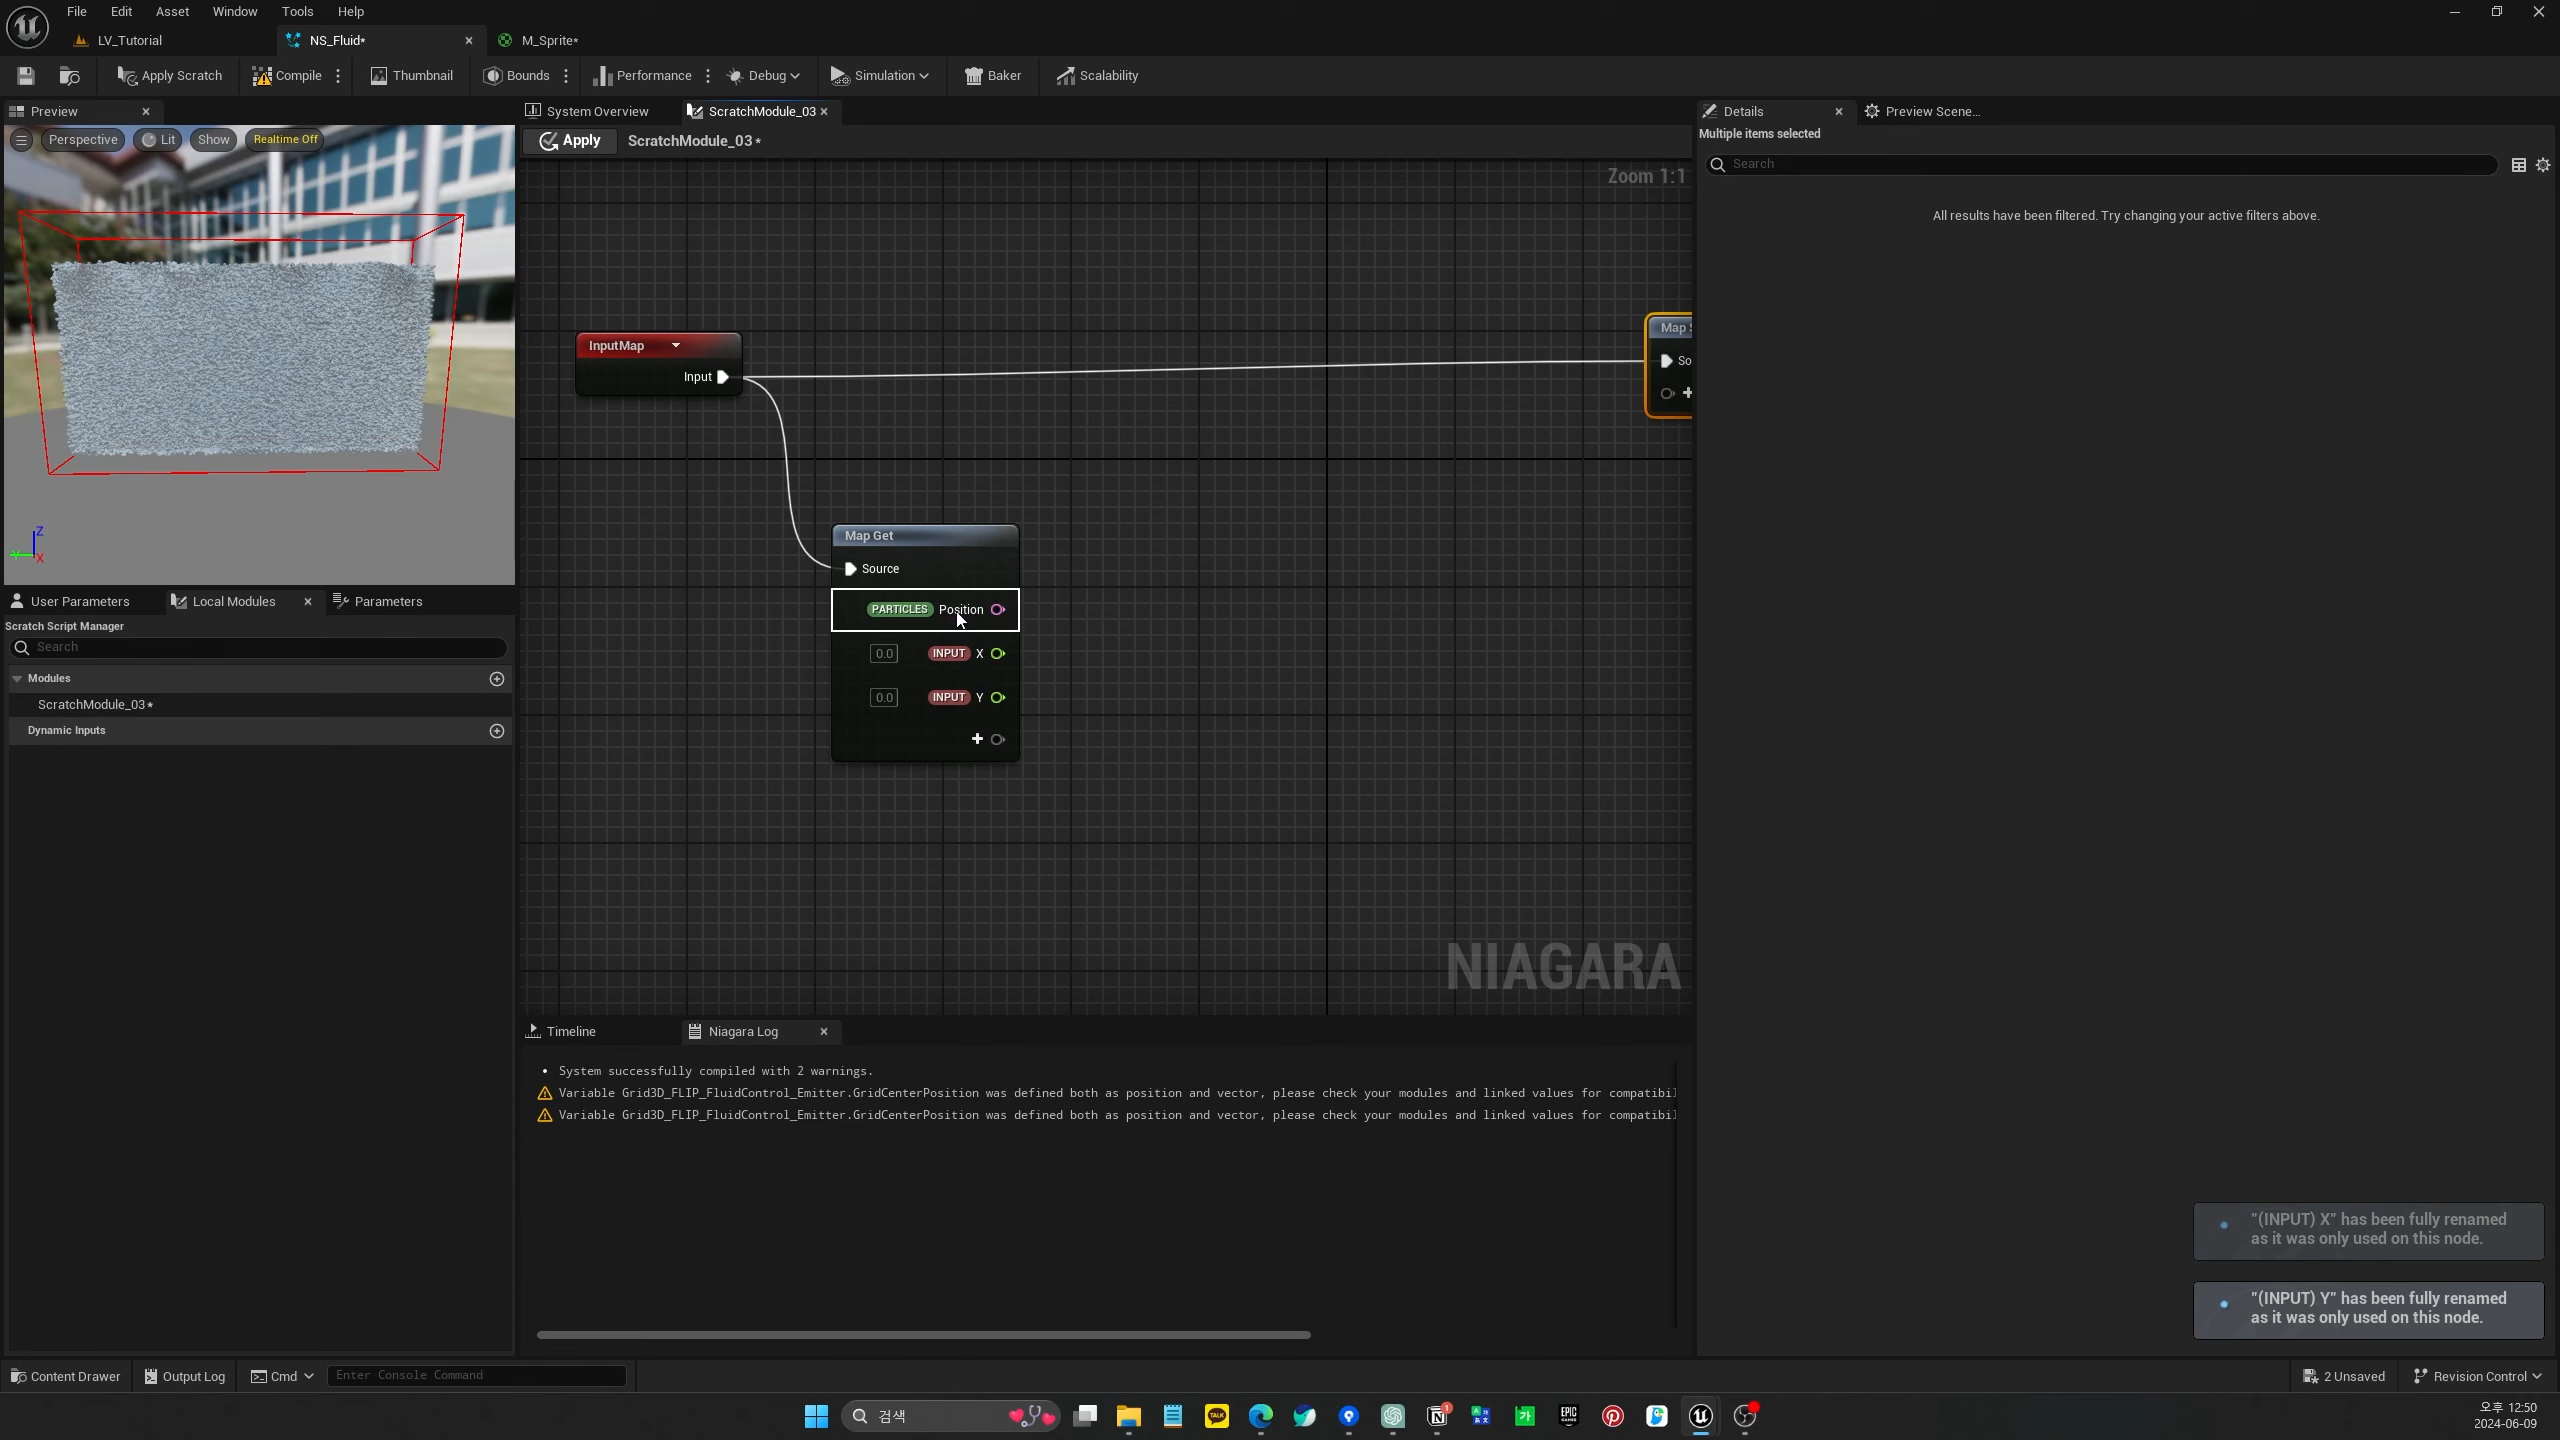 File Edit Asset Window Tools Help
LV_Tutorial NS_Fluid* M_Sprite*
Apply Scratch Compile Thumbnail Bounds Performance Debug Simulation Baker Scalability
Preview System Overview ScratchModule_03 Details Preview Scene...
Perspective Lit Show Realtime Off Apply ScratchModule_03* Multiple items selected
Search
Zoom 1:1
All results have been filtered. Try changing your active filters above.
InputMap
Input
Map S
So
Map Get
Source
PARTICLES Position
0.0 INPUT X
0.0 INPUT Y
NIAGARA
Z
Y
X
User Parameters Local Modules Parameters
Scratch Script Manager
Search
Modules
ScratchModule_03*
Dynamic Inputs
Timeline Niagara Log
System successfully compiled with 2 warnings.
Variable Grid3D_FLIP_FluidControl_Emitter.GridCenterPosition was defined both as position and vector, please check your modules and linked values for compatibil
Variable Grid3D_FLIP_FluidControl_Emitter.GridCenterPosition was defined both as position and vector, please check your modules and linked values for compatibil
"(INPUT) X" has been fully renamed
as it was only used on this node.
"(INPUT) Y" has been fully renamed
as it was only used on this node.
Content Drawer Output Log Cmd Enter Console Command 2 Unsaved Revision Control
검색
TALK
N
1
가
EPIC
GAMES
오후 12:50
2024-06-09